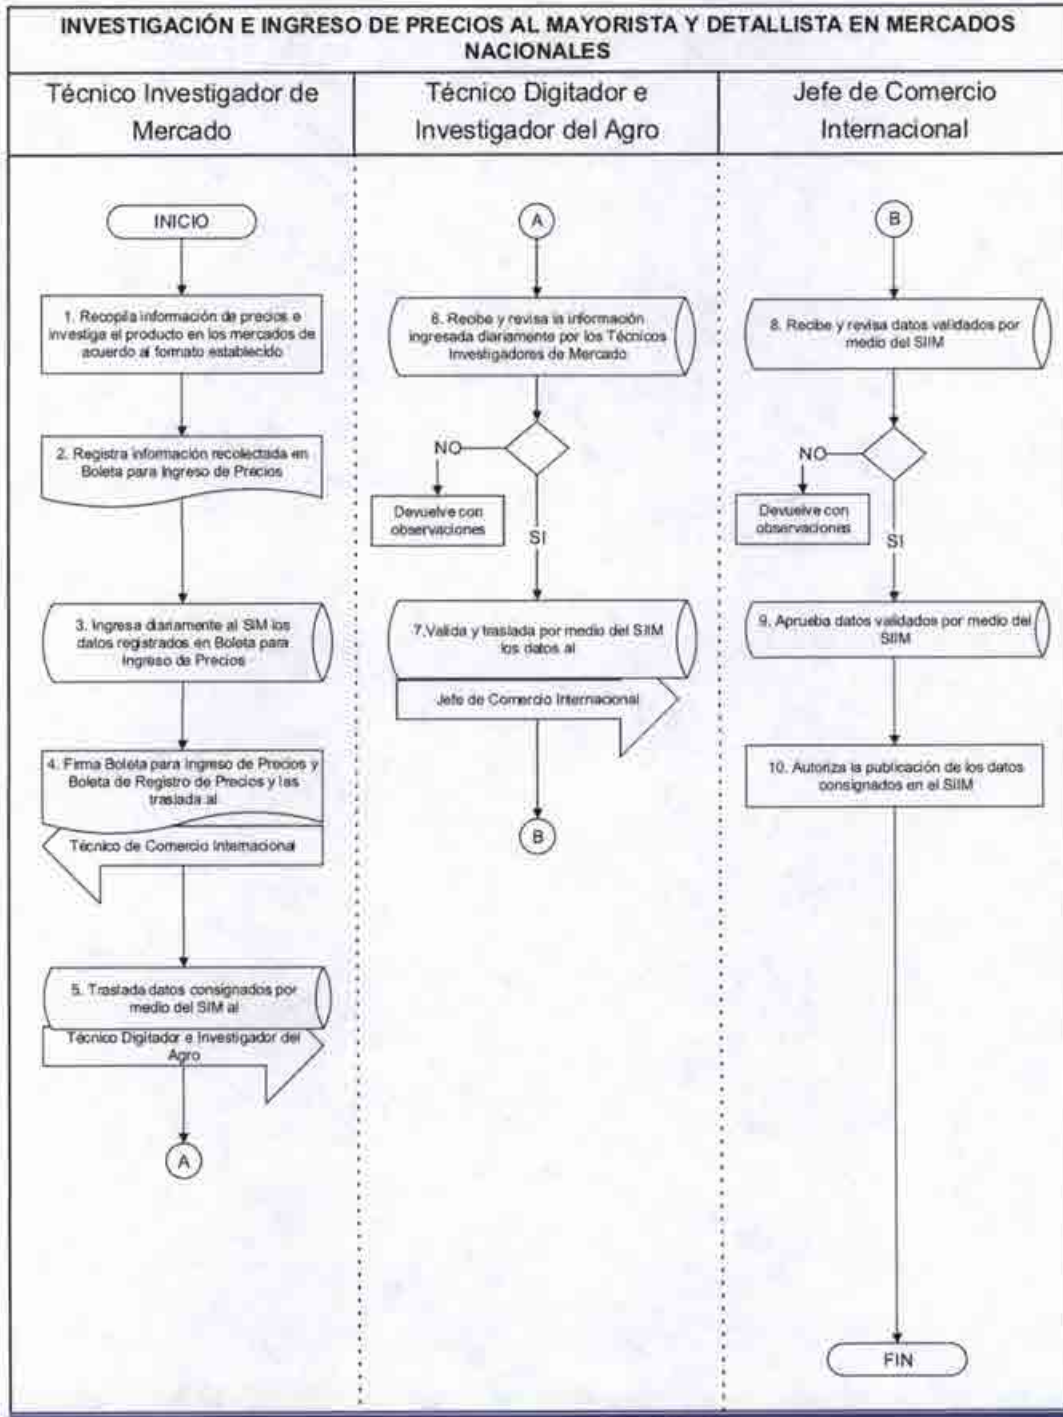 INVESTIGACIÓN E INGRESO DE PRECIOS AL MAYORISTA Y DETALLISTA EN MERCADOS
NACIONALES
Técnico Investigador de
Mercado
INICIO
1. Recopila información de precios e
investiga el producto en los mercados de
acuerdo al formato establecido
2. Registra información recolectada en
Boleta para Ingreso de Precios
3. Ingresa diariamente al SIM los
datos registrados en Boleta para
Ingreso de Precios
4. Firma Boleta para Ingreso de Precios y
Boleta de Registro de Precios y las
traslada al
Técnico de Comercio Internacional
5. Traslada datos consignados por
medio del SIM al
Técnico Digitador e Investigador del
Agro
A
Técnico Digitador e
Investigador del Agro
A
6. Recibe y revisa la información
ingresada diariamente por los Técnicos
Investigadores de Mercado
NO
Devuelve con
observaciones
SI
7.Valida y traslada por medio del SIIM
los datos al
Jefe de Comercio Internacional
B
Jefe de Comercio
Internacional
B
8. Recibe y revisa datos validados por
medio del SIIM
NO
Devuelve con
observaciones
SI
9. Aprueba datos validados por medio del
SIIM
10. Autoriza la publicación de los datos
consignados en el SIIM
FIN